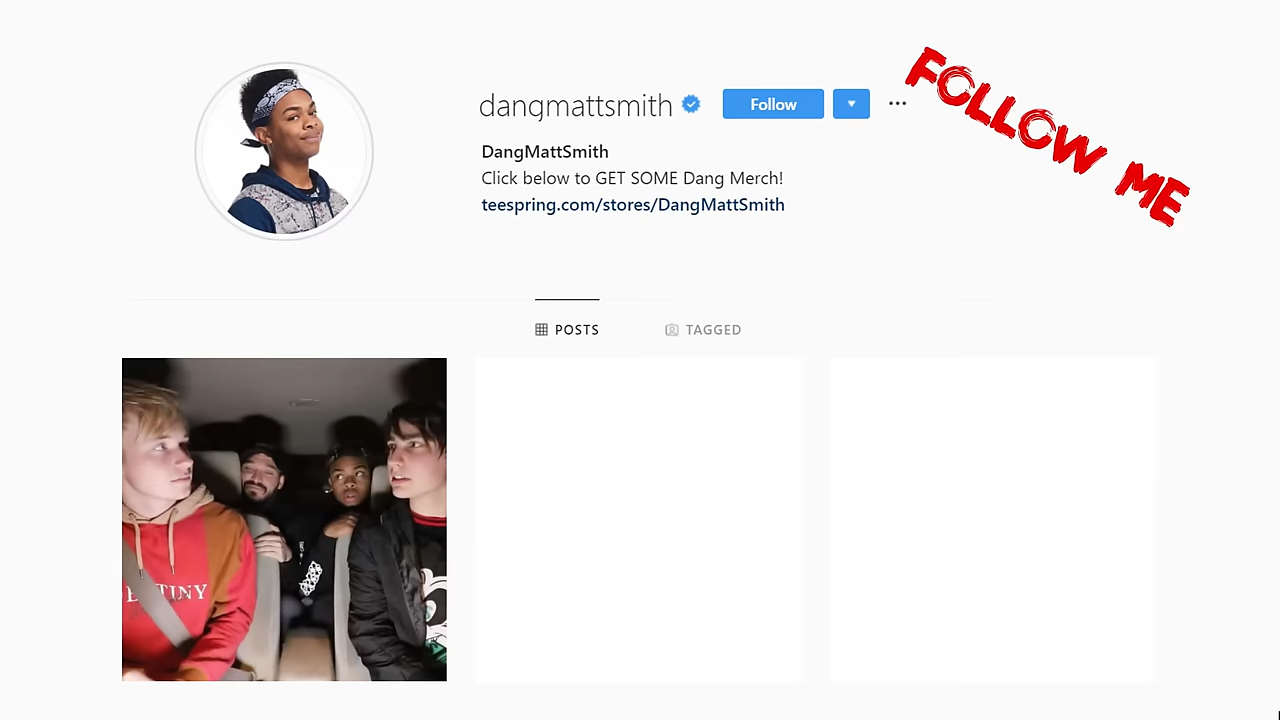 dangmattsmith
Follow
FOLLOW ME
DangMattSmith
Click below to GET SOME Dang Merch!
teespring.com/stores/DangMattSmith
POSTS
TAGGED